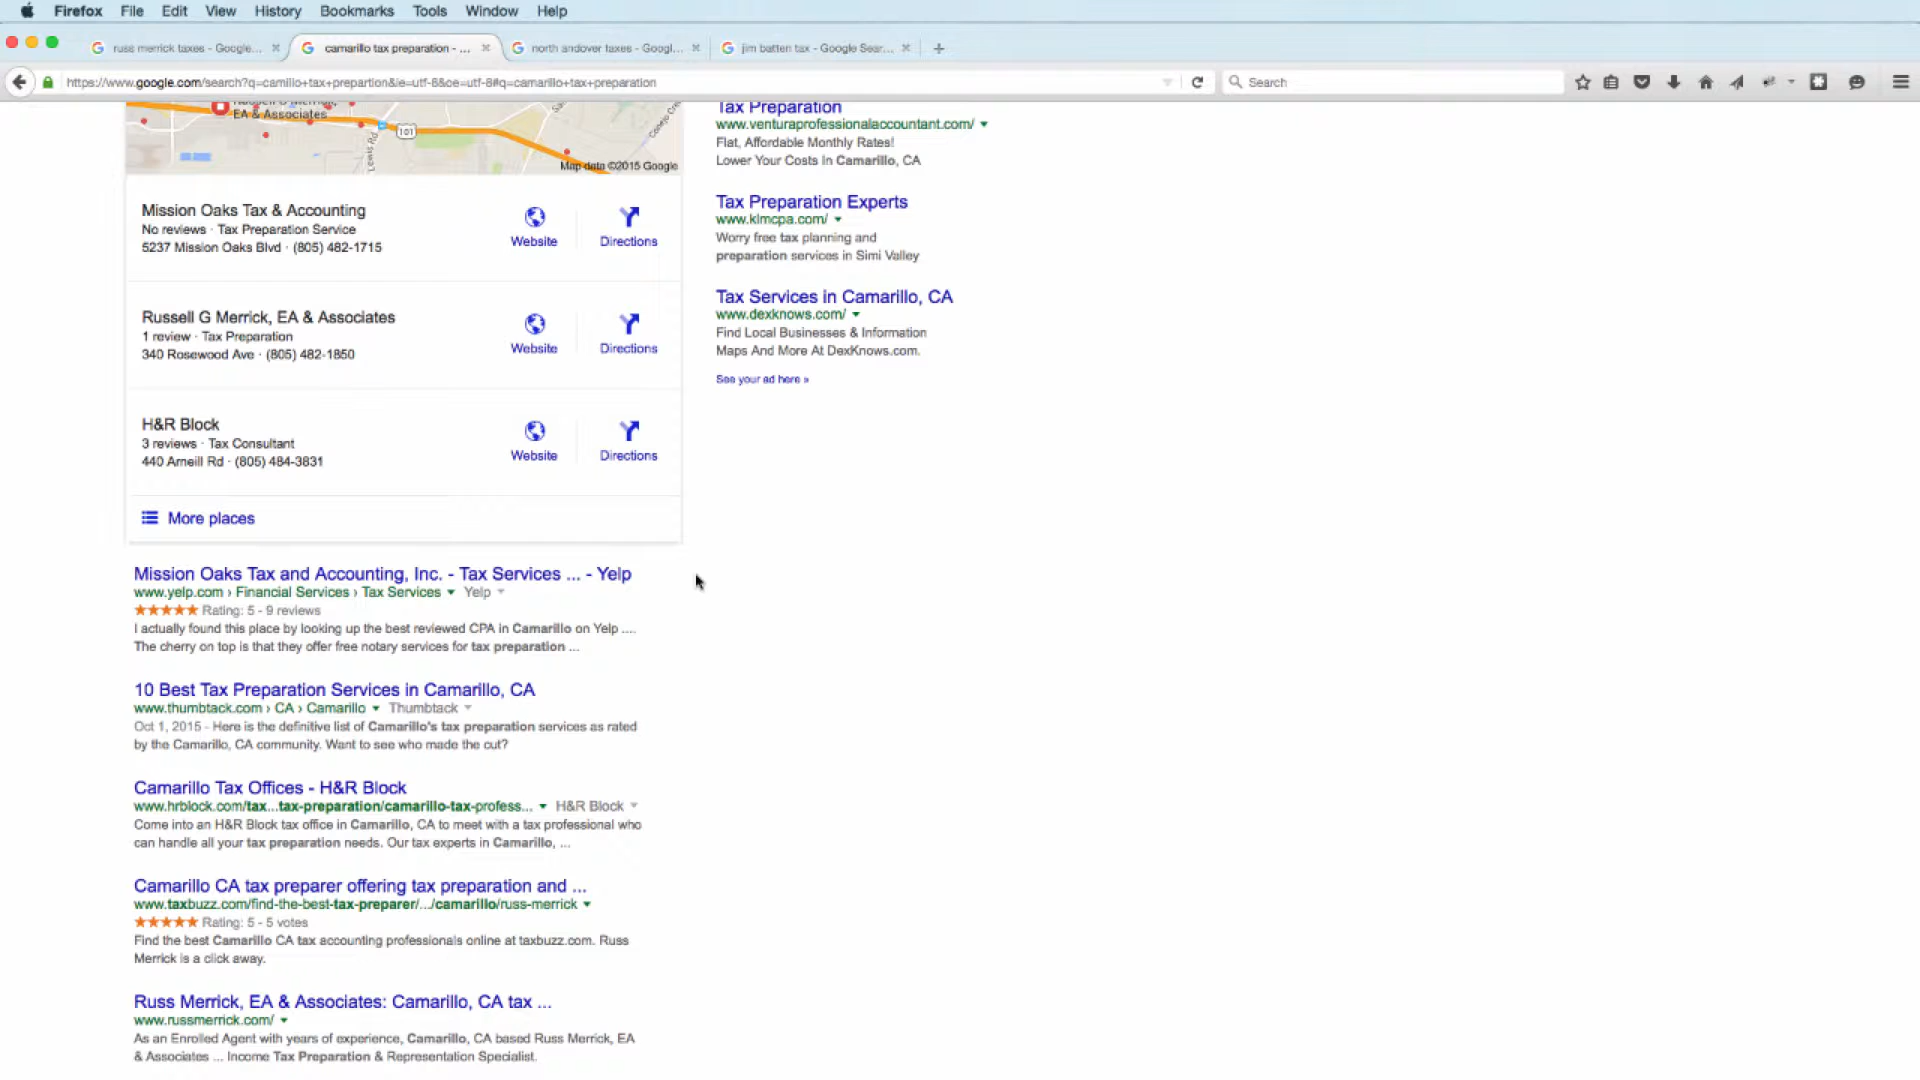 Firefox File Edit View History Bookmarks Tools Window Help
russ merrick taxes - Google...
camarillo tax preparation - ...
north andover taxes - Googl...
jim batten tax - Google Sear...
https://www.google.com/search?q=camillo+tax+prepartion&ie=utf-8&oe=utf-8#q=camarillo+tax+preparation
Search
EA & Associates
101
Lewis Rd
Map data ©2015 Google
Mission Oaks Tax & Accounting
No reviews · Tax Preparation Service
5237 Mission Oaks Blvd · (805) 482-1715
Website
Directions
Russell G Merrick, EA & Associates
1 review · Tax Preparation
340 Rosewood Ave · (805) 482-1850
Website
Directions
H&R Block
3 reviews · Tax Consultant
440 Arneill Rd · (805) 484-3831
Website
Directions
More places
Mission Oaks Tax and Accounting, Inc. - Tax Services ... - Yelp
www.yelp.com › Financial Services › Tax Services Yelp
Rating: 5 - 9 reviews
I actually found this place by looking up the best reviewed CPA in Camarillo on Yelp ....
The cherry on top is that they offer free notary services for tax preparation ...
10 Best Tax Preparation Services in Camarillo, CA
www.thumbtack.com › CA › Camarillo Thumbtack
Oct 1, 2015 - Here is the definitive list of Camarillo's tax preparation services as rated
by the Camarillo, CA community. Want to see who made the cut?
Camarillo Tax Offices - H&R Block
www.hrblock.com/tax...tax-preparation/camarillo-tax-profess... H&R Block
Come into an H&R Block tax office in Camarillo, CA to meet with a tax professional who
can handle all your tax preparation needs. Our tax experts in Camarillo, ...
Camarillo CA tax preparer offering tax preparation and ...
www.taxbuzz.com/find-the-best-tax-preparer/.../camarillo/russ-merrick
Rating: 5 - 5 votes
Find the best Camarillo CA tax accounting professionals online at taxbuzz.com. Russ
Merrick is a click away.
Russ Merrick, EA & Associates: Camarillo, CA tax ...
www.russmerrick.com/
As an Enrolled Agent with years of experience, Camarillo, CA based Russ Merrick, EA
& Associates ... Income Tax Preparation & Representation Specialist.
Tax Preparation
www.venturaprofessionalaccountant.com/
Flat, Affordable Monthly Rates!
Lower Your Costs in Camarillo, CA
Tax Preparation Experts
www.klmcpa.com/
Worry free tax planning and
preparation services in Simi Valley
Tax Services in Camarillo, CA
www.dexknows.com/
Find Local Businesses & Information
Maps And More At DexKnows.com.
See your ad here »